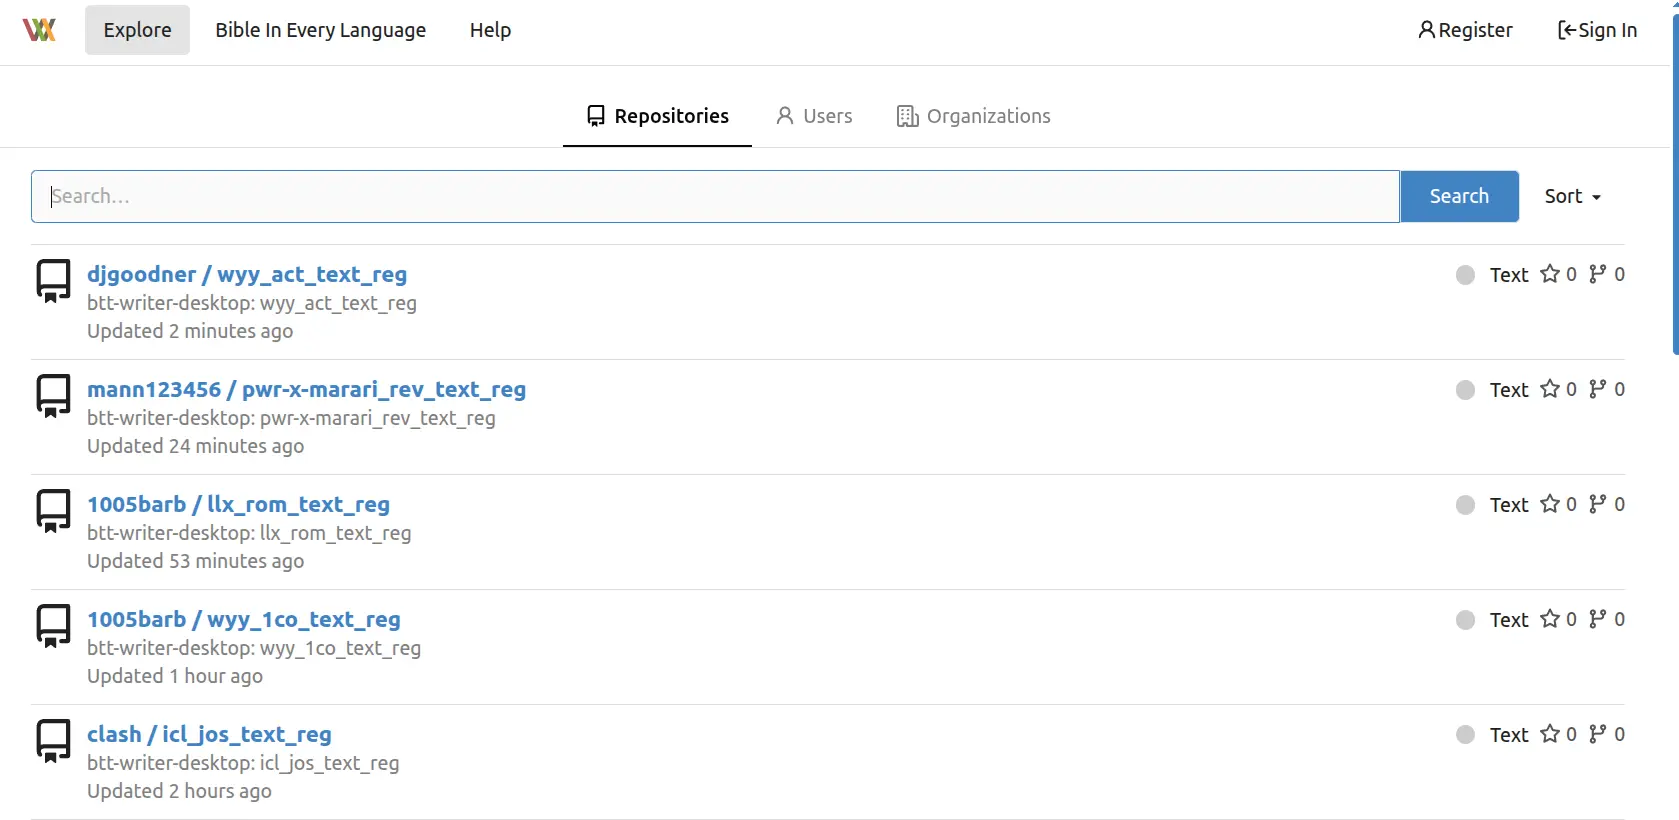 Explore Bible In Every Language Help Register Sign In
Repositories Users Organizations
Search... Search Sort
djgoodner / wyy_act_text_reg Text 0 0
btt-writer-desktop: wyy_act_text_reg
Updated 2 minutes ago
mann123456 / pwr-x-marari_rev_text_reg Text 0 0
btt-writer-desktop: pwr-x-marari_rev_text_reg
Updated 24 minutes ago
1005barb / llx_rom_text_reg Text 0 0
btt-writer-desktop: llx_rom_text_reg
Updated 53 minutes ago
1005barb / wyy_1co_text_reg Text 0 0
btt-writer-desktop: wyy_1co_text_reg
Updated 1 hour ago
clash / icl_jos_text_reg Text 0 0
btt-writer-desktop: icl_jos_text_reg
Updated 2 hours ago